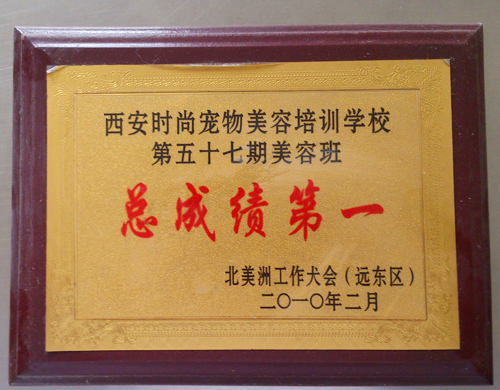 西安时尚宠物美容培训学校
第五十七期美容班
总成绩第一
北美洲工作犬会（远东区）
二〇一〇年二月